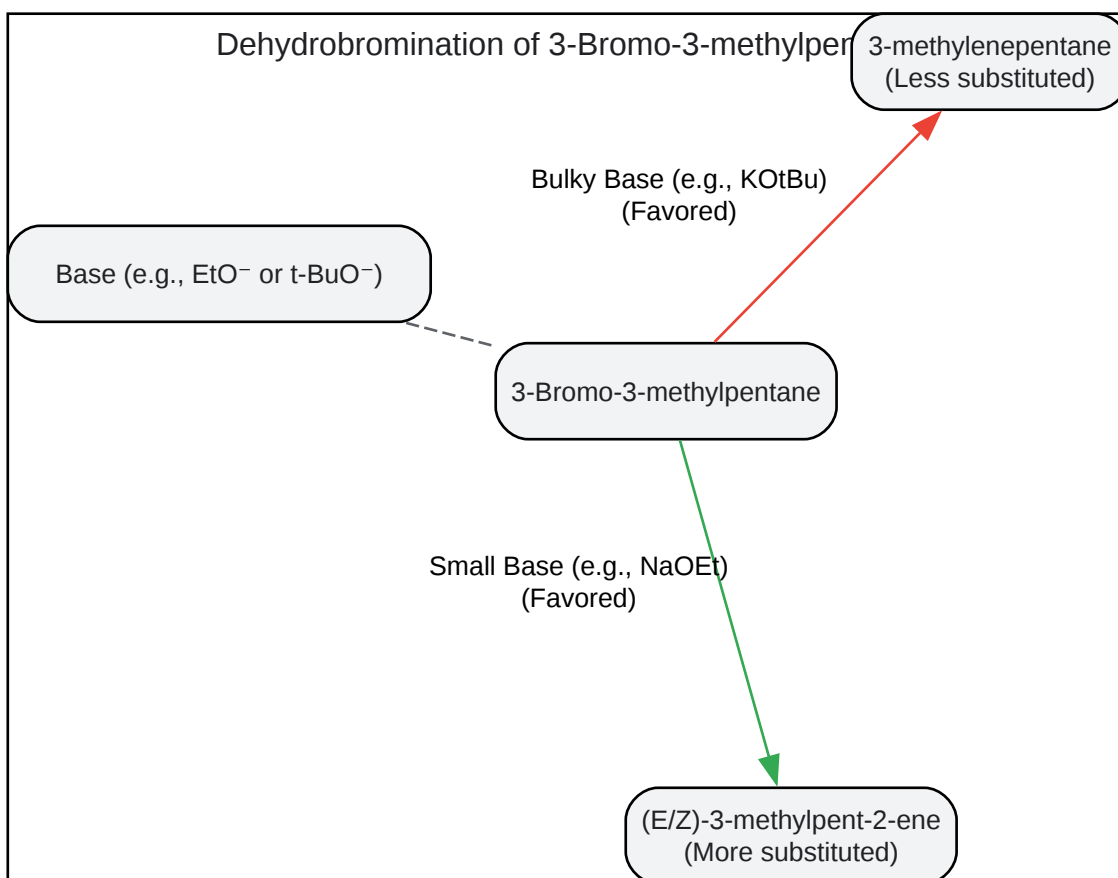 Dehydrobromination of 3-Bromo-3-methylpen
3-methylenepentane
(Less substituted)
Bulky Base (e.g., KOtBu)
(Favored)
Base (e.g., EtO⁻ or t-BuO⁻)
3-Bromo-3-methylpentane
Small Base (e.g., NaOEt)
(Favored)
(E/Z)-3-methylpent-2-ene
(More substituted)